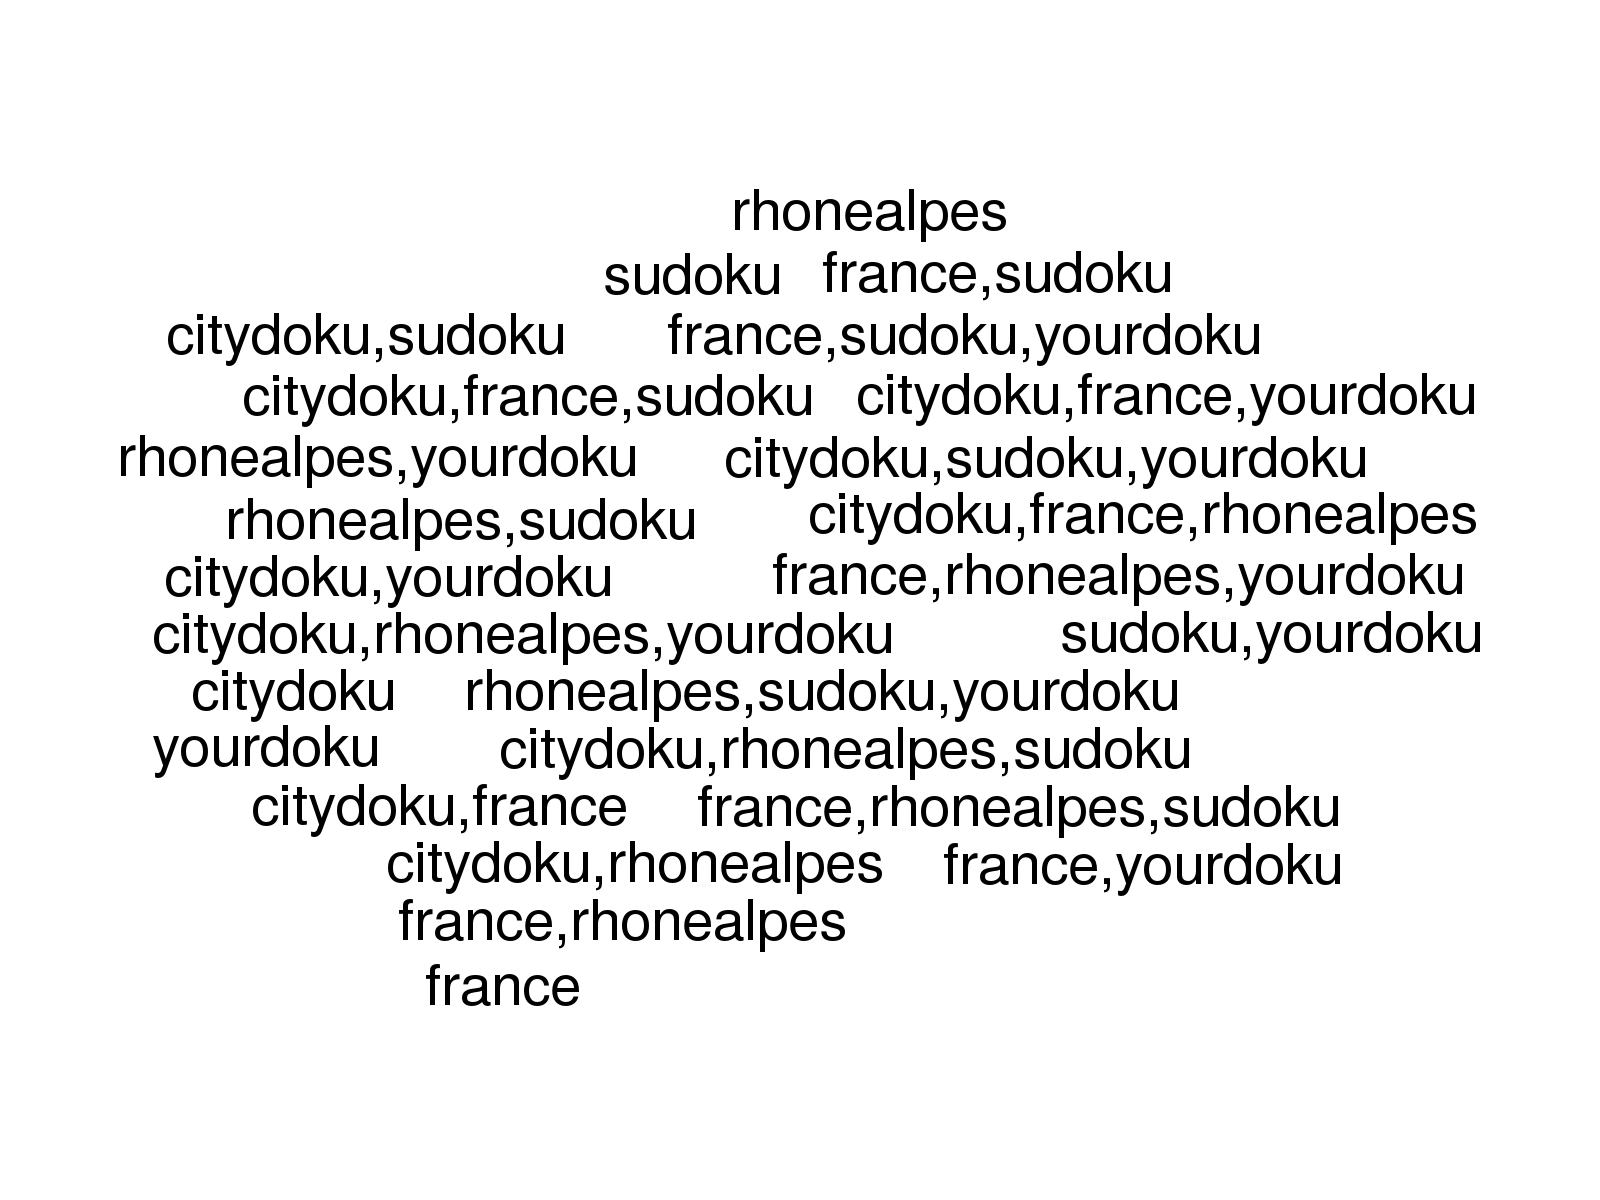 rhonealpes
sudoku france,sudoku
citydoku,sudoku france,sudoku,yourdoku
citydoku,france,sudoku citydoku,france,yourdoku
rhonealpes,yourdoku citydoku,sudoku,yourdoku
rhonealpes,sudoku citydoku,france,rhonealpes
citydoku,yourdoku france,rhonealpes,yourdoku
citydoku,rhonealpes,yourdoku sudoku,yourdoku
citydoku rhonealpes,sudoku,yourdoku
yourdoku citydoku,rhonealpes,sudoku
citydoku,france france,rhonealpes,sudoku
citydoku,rhonealpes france,yourdoku
france,rhonealpes
france